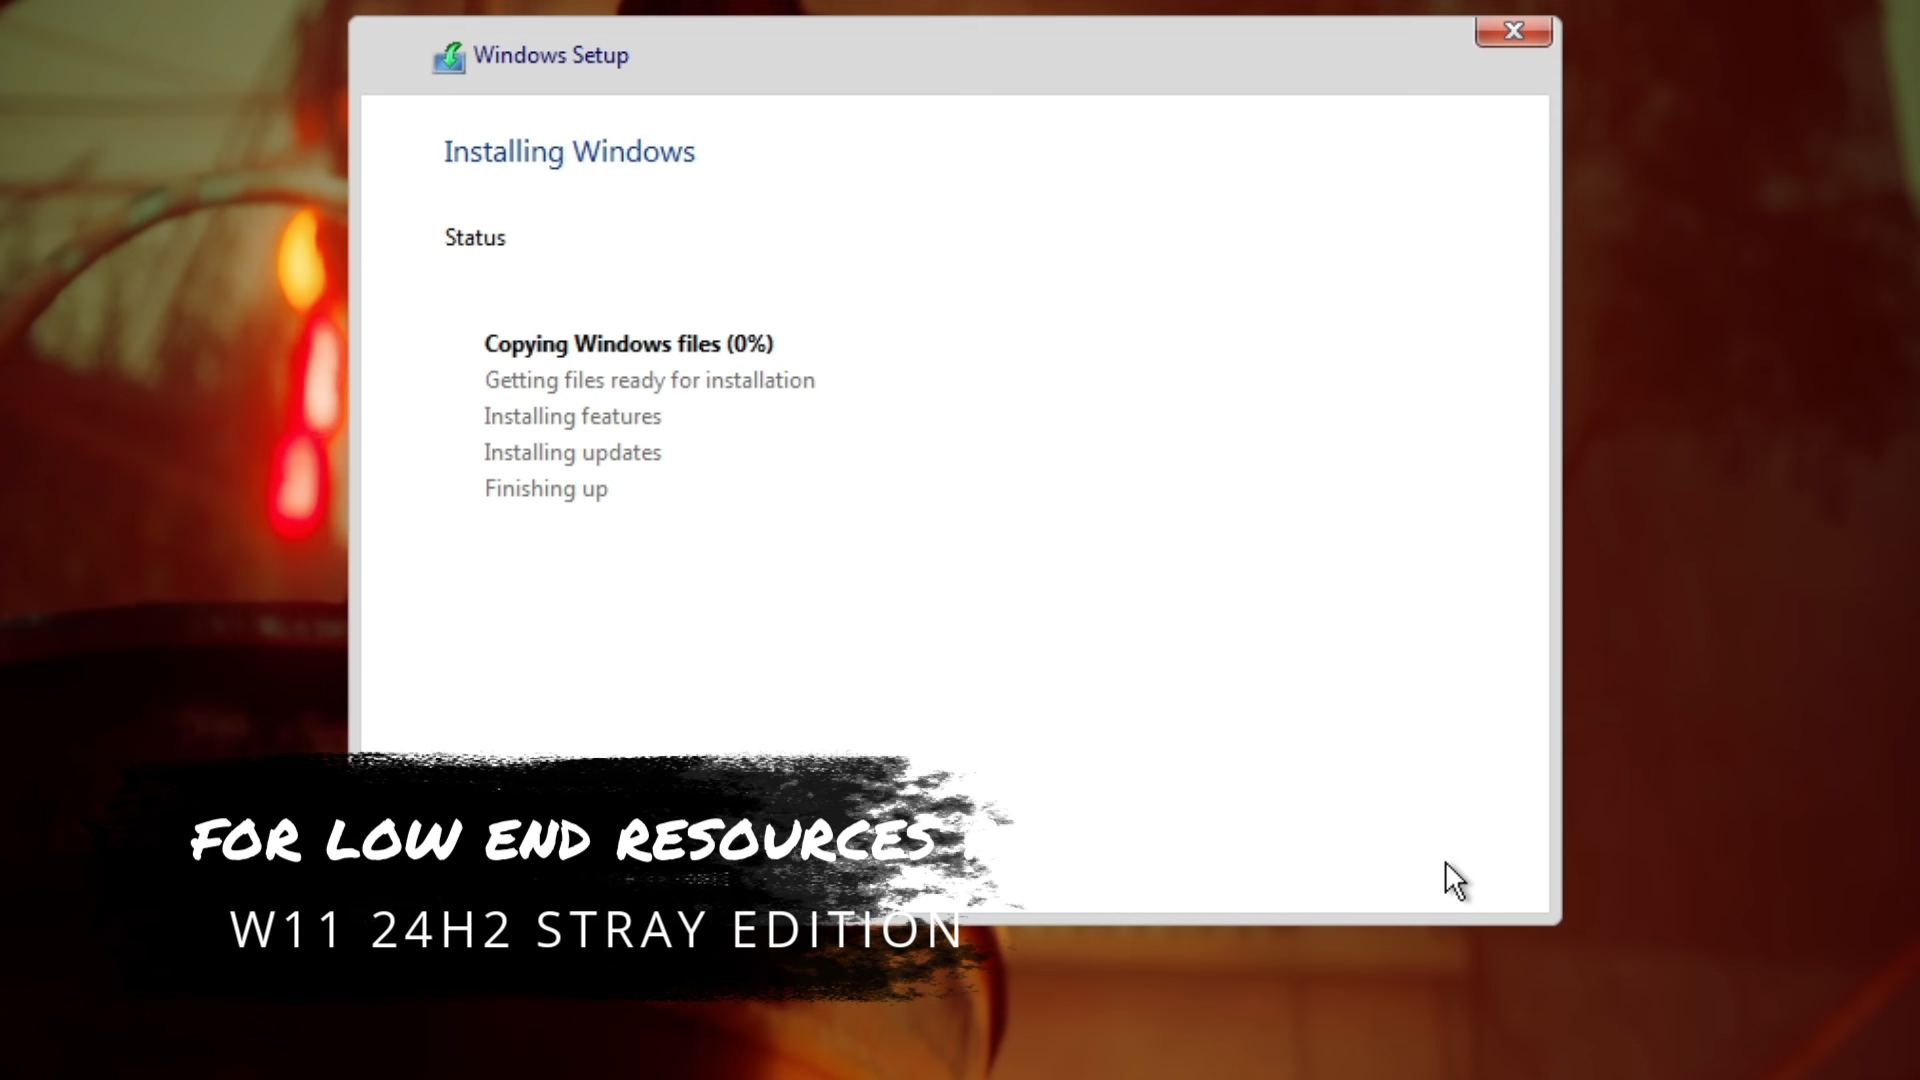 Windows Setup
Installing Windows
Status
Copying Windows files (0%)
Getting files ready for installation
Installing features
Installing updates
Finishing up
FOR LOW END RESOURCES
W11 24H2 STRAY EDITION